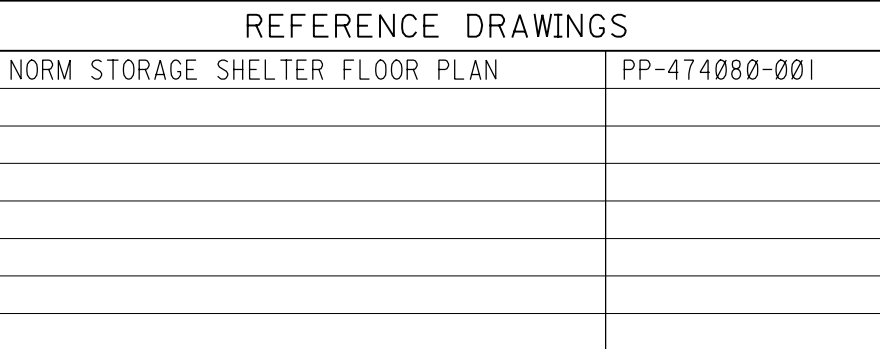 REFERENCE DRAWINGS
NORM STORAGE SHELTER FLOOR PLAN PP-474080-001